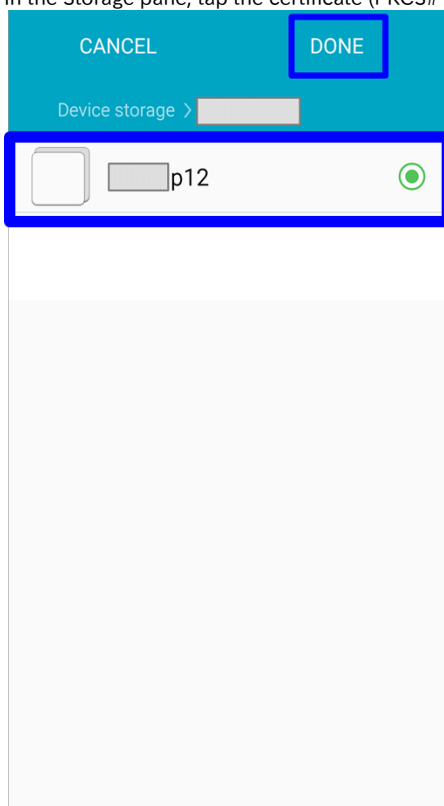 In the Storage pane, tap the certificate (PKCS#
CANCEL DONE
Device storage >
p12